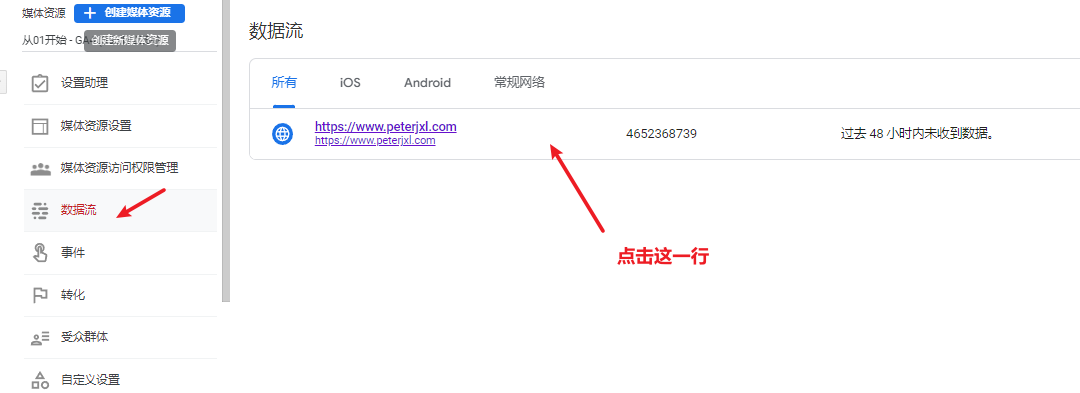 媒体资源 创建媒体资源
从01开始 - GA
创建新媒体资源
设置助理
媒体资源设置
媒体资源访问权限管理
数据流
事件
转化
受众群体
自定义设置
数据流
所有 iOS Android 常规网络
https://www.peterjxl.com 4652368739 过去 48 小时内未收到数据。
https://www.peterjxl.com
点击这一行